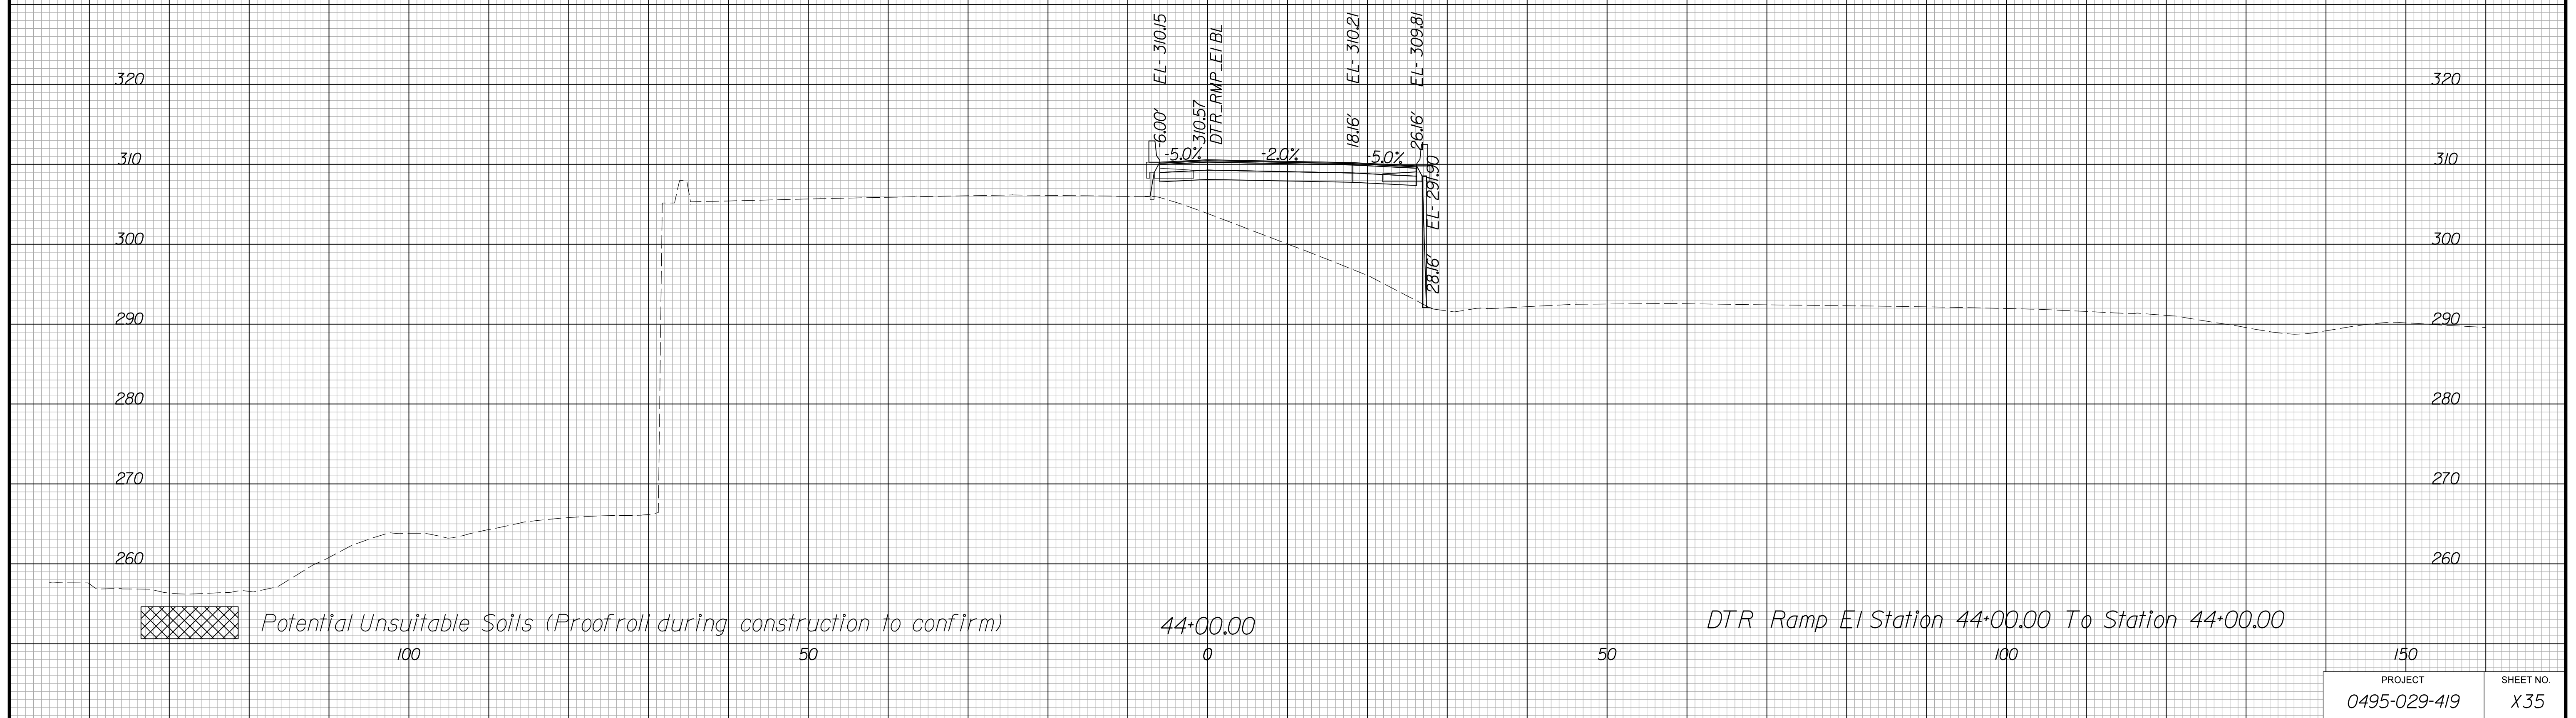 EL- 310.15
EL- 310.21
EL- 309.81
-6.00'
310.57
DTR_RMP_E1 BL
18.16'
26.16'
320 320
310 -5.0% -2.0% -5.0% 310
EL- 291.90
300 300
28.16'
290 290
280 280
270 270
260 260
Potential Unsuitable Soils (Proofroll during construction to confirm)
44+00.00
DTR Ramp E1 Station 44+00.00 To Station 44+00.00
100 50 0 50 100 150
PROJECT SHEET NO.
0495-029-419 X35